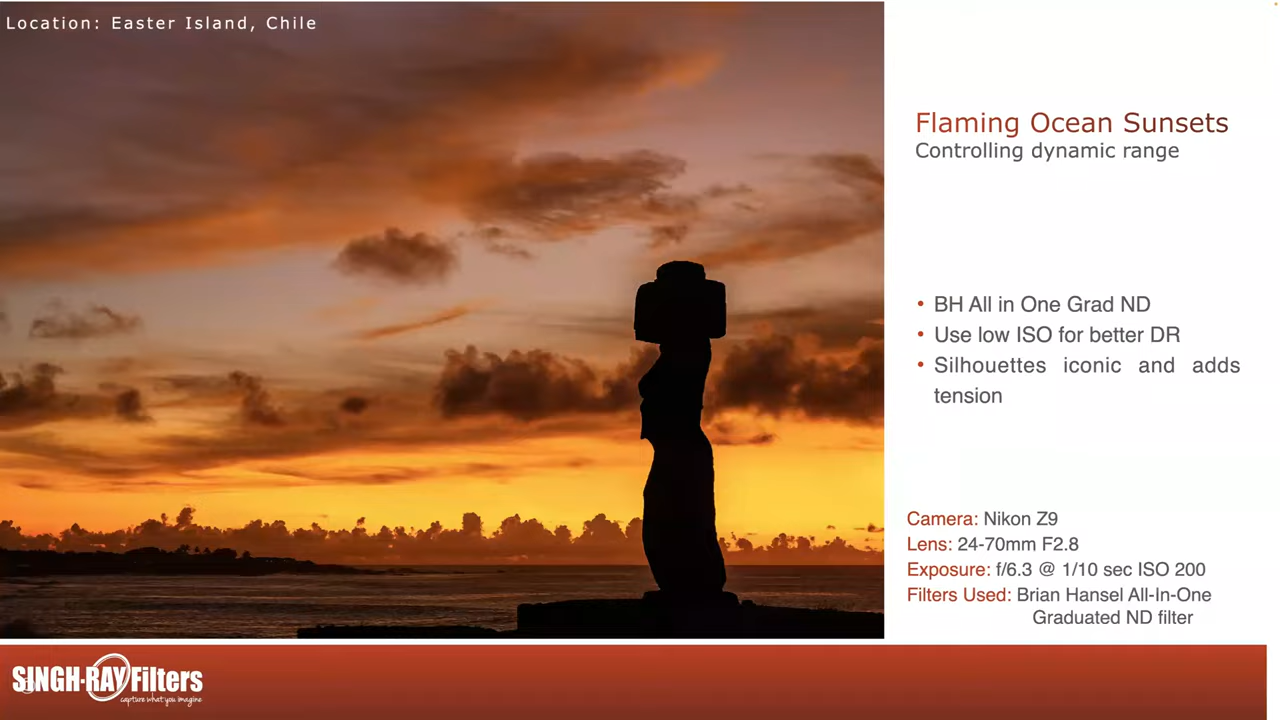 Location: Easter Island, Chile
Flaming Ocean Sunsets
Controlling dynamic range
• BH All in One Grad ND
• Use low ISO for better DR
• Silhouettes iconic and adds
tension
Camera: Nikon Z9
Lens: 24-70mm F2.8
Exposure: f/6.3 @ 1/10 sec ISO 200
Filters Used: Brian Hansel All-In-One
Graduated ND filter
SINGH-RAY Filters
capture what you imagine